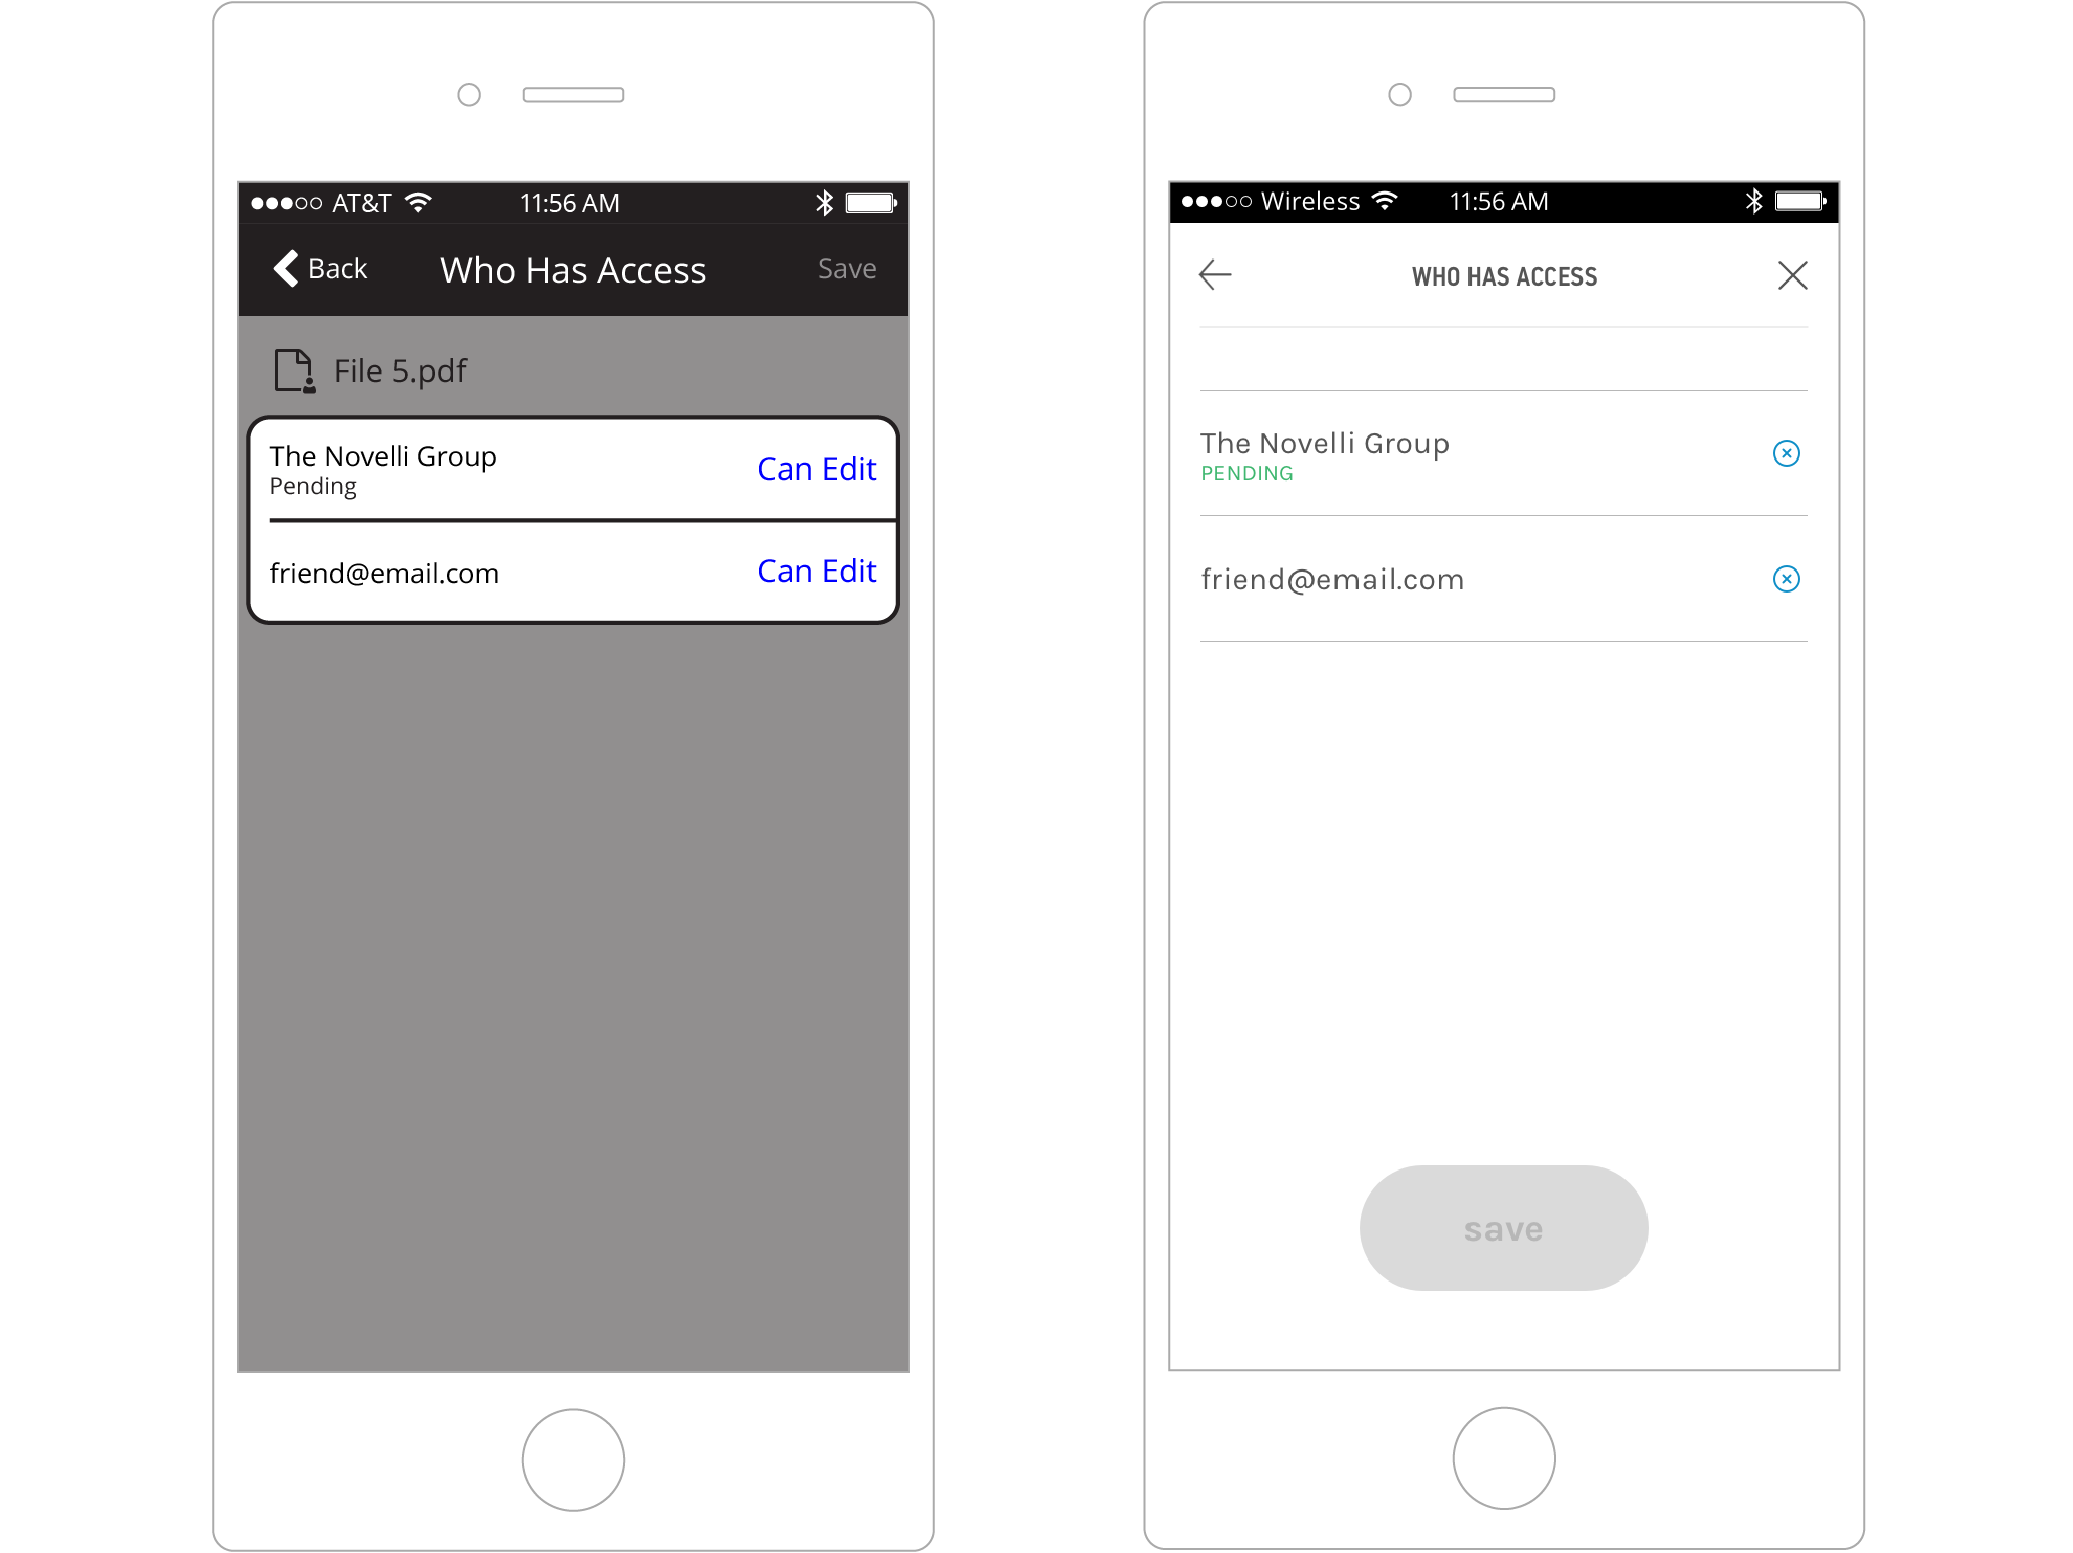 AT&T 11:56 AM
Back Who Has Access Save
File 5.pdf
The Novelli Group
Pending
Can Edit
friend@email.com Can Edit
Wireless 11:56 AM
WHO HAS ACCESS
The Novelli Group
PENDING
friend@email.com
save